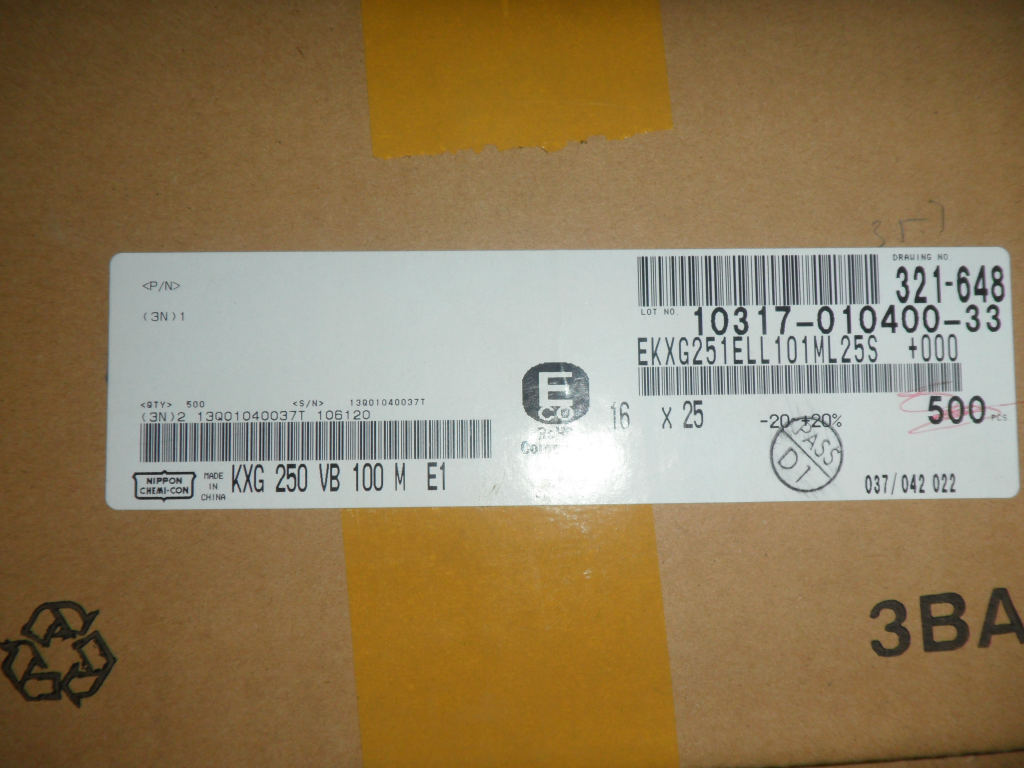 DRAWING NO
321-648
<P/N>
(3N)1
LOT NO. 10317-010400-33
EKXG251ELL101ML25S +000
E
CO
<QTY> 500 <S/N> 13Q01040037T
(3N)2 13Q01040037T 106120
16 X 25 -20-+20% 500 PCS
PASS
D1
NIPPON
CHEMI-CON
MADE
IN
CHINA
KXG 250 VB 100 M E1
037/042 022
3BA